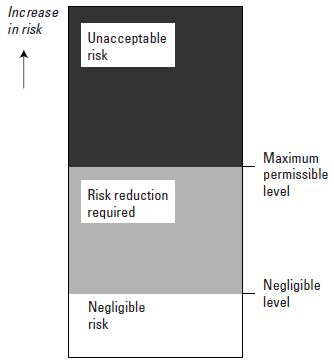 Increase
in risk
Unacceptable
risk
Maximum
permissible
level
Risk reduction
required
Negligible
level
Negligible
risk